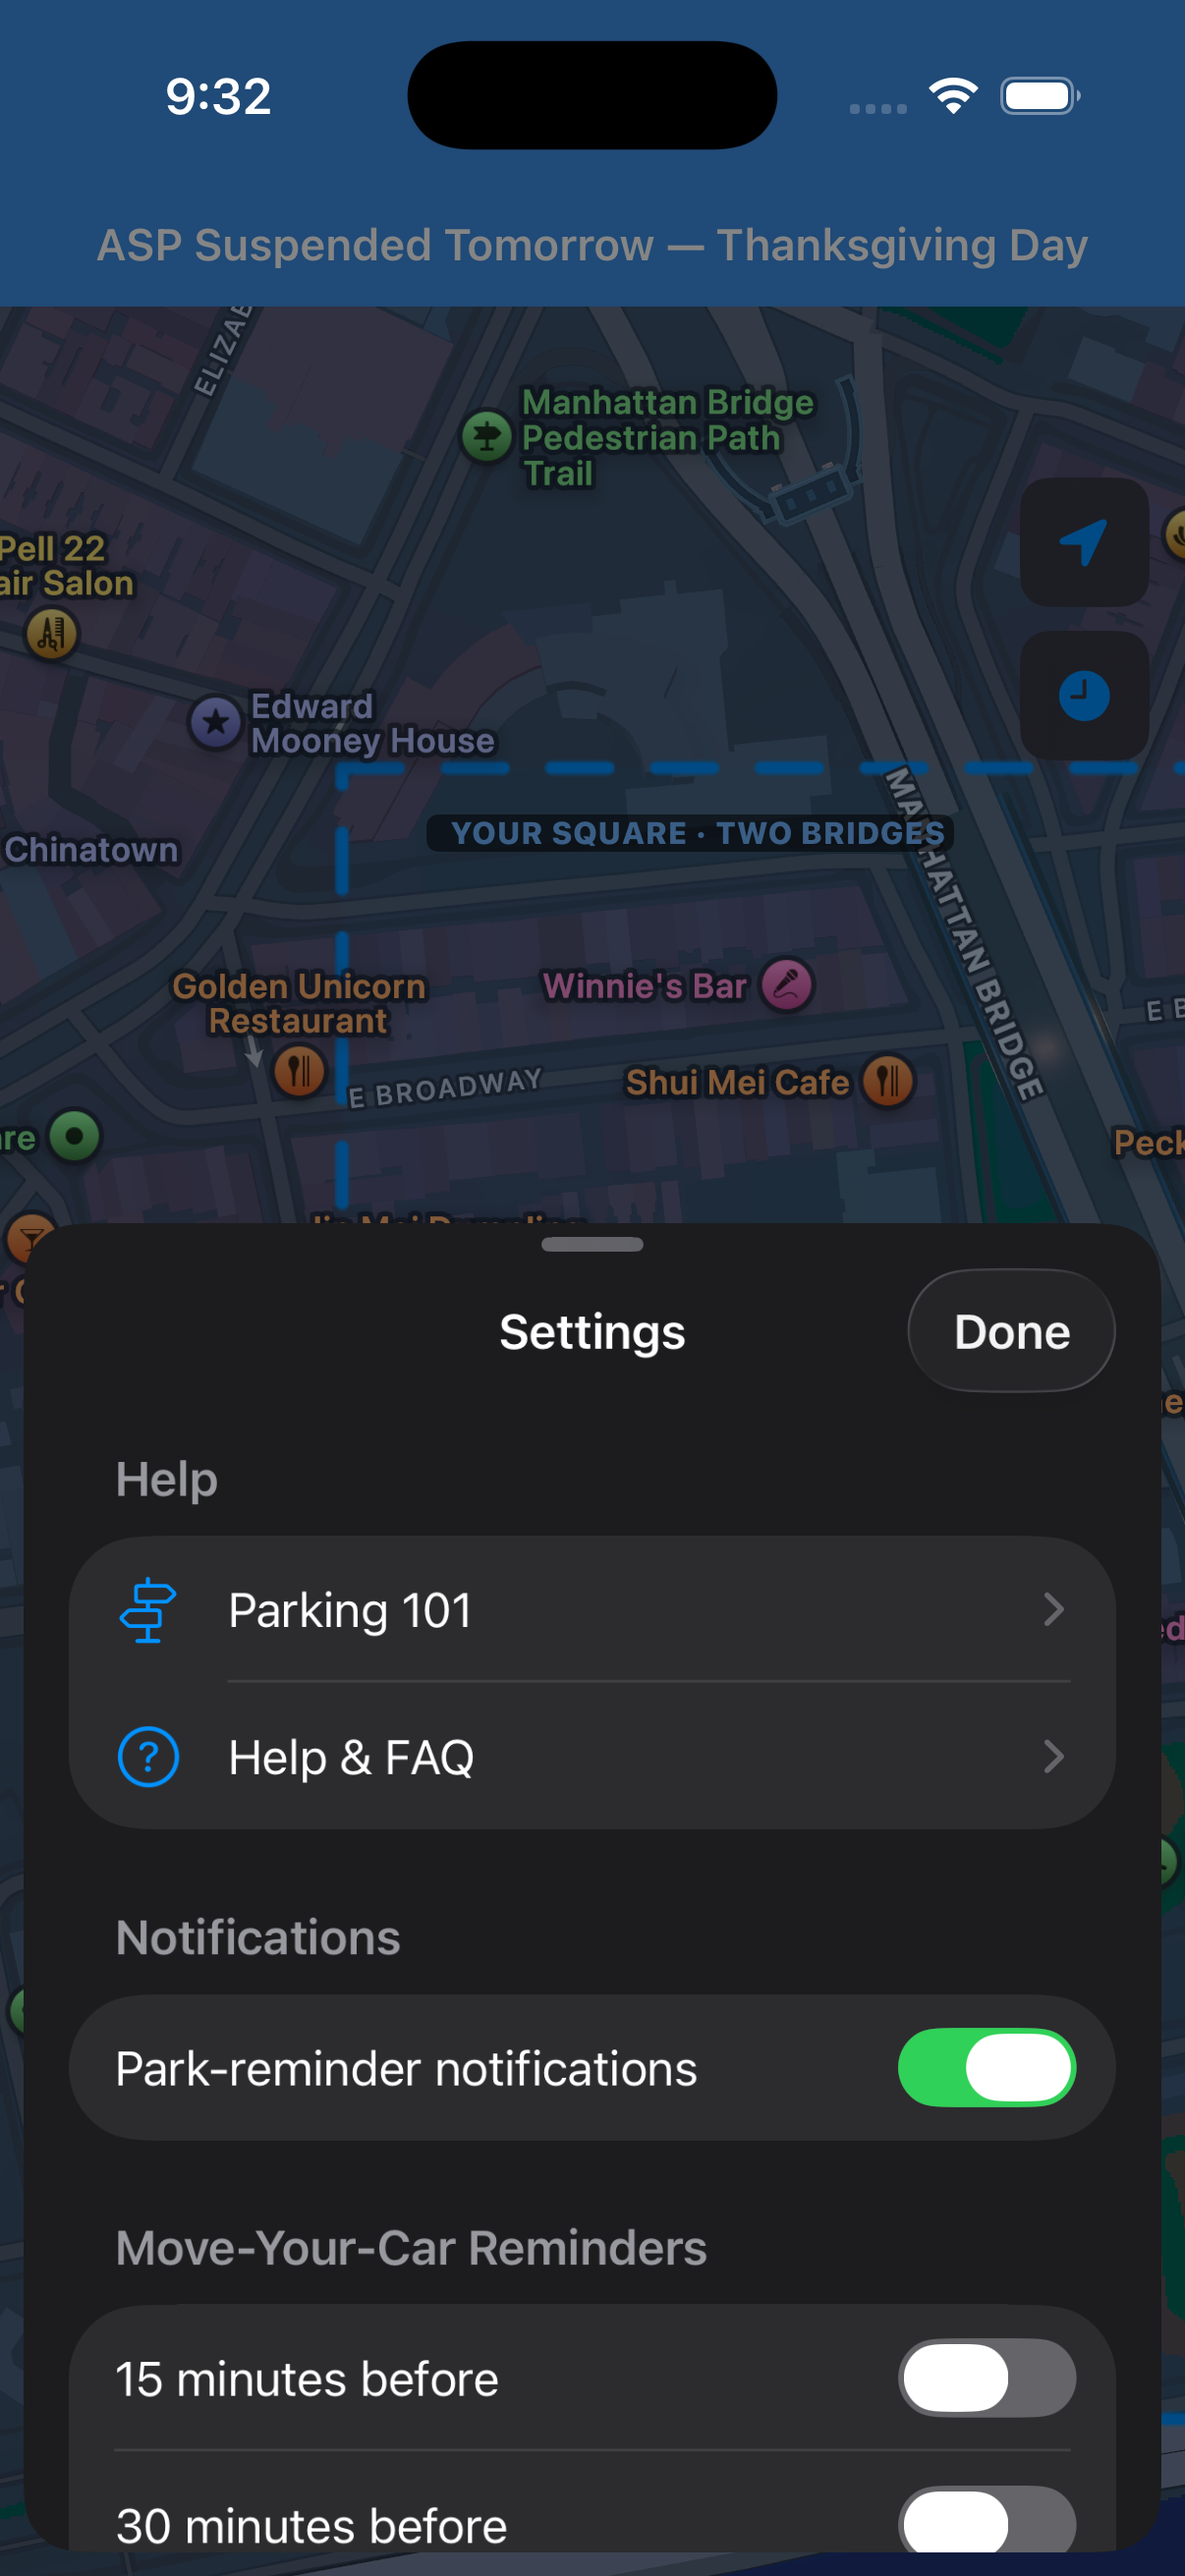 9:32
ASP Suspended Tomorrow — Thanksgiving Day
Manhattan Bridge
Pedestrian Path
Trail
Pell 22
air Salon
Edward
Mooney House
YOUR SQUARE · TWO BRIDGES
Chinatown
MANHATTAN BRIDGE
Golden Unicorn
Restaurant
Winnie's Bar
E BROADWAY
Shui Mei Cafe
Settings
Done
Help
Parking 101
Help & FAQ
Notifications
Park-reminder notifications
Move-Your-Car Reminders
15 minutes before
30 minutes before